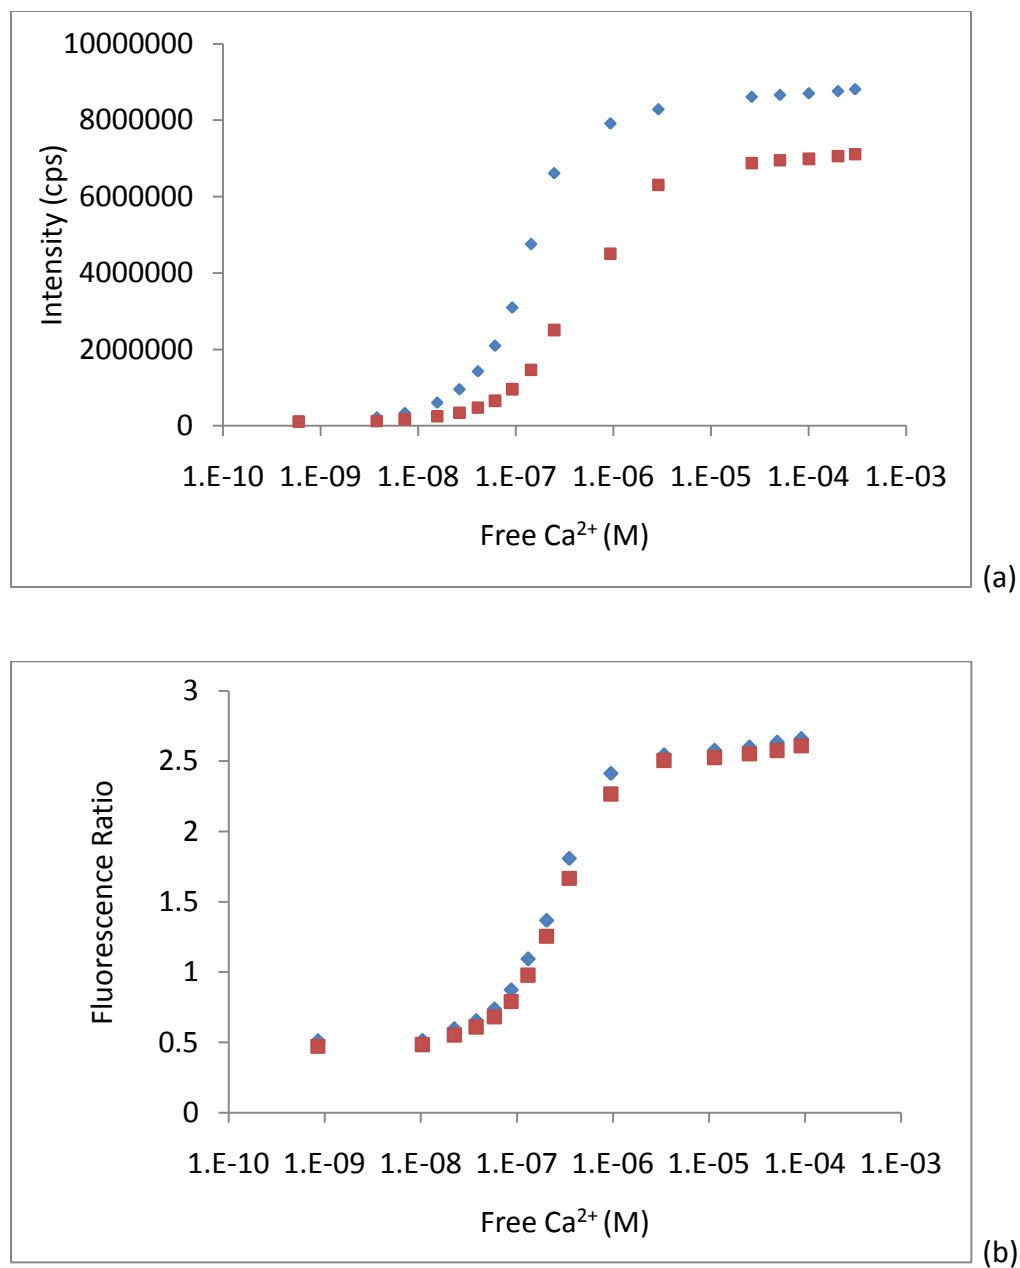 10000000
8000000
6000000
4000000
2000000
0
Intensity (cps)
1.E-10 1.E-09 1.E-08 1.E-07 1.E-06 1.E-05 1.E-04 1.E-03
Free Ca²⁺ (M)
(a)
3
2.5
2
1.5
1
0.5
0
Fluorescence Ratio
1.E-10 1.E-09 1.E-08 1.E-07 1.E-06 1.E-05 1.E-04 1.E-03
Free Ca²⁺ (M)
(b)